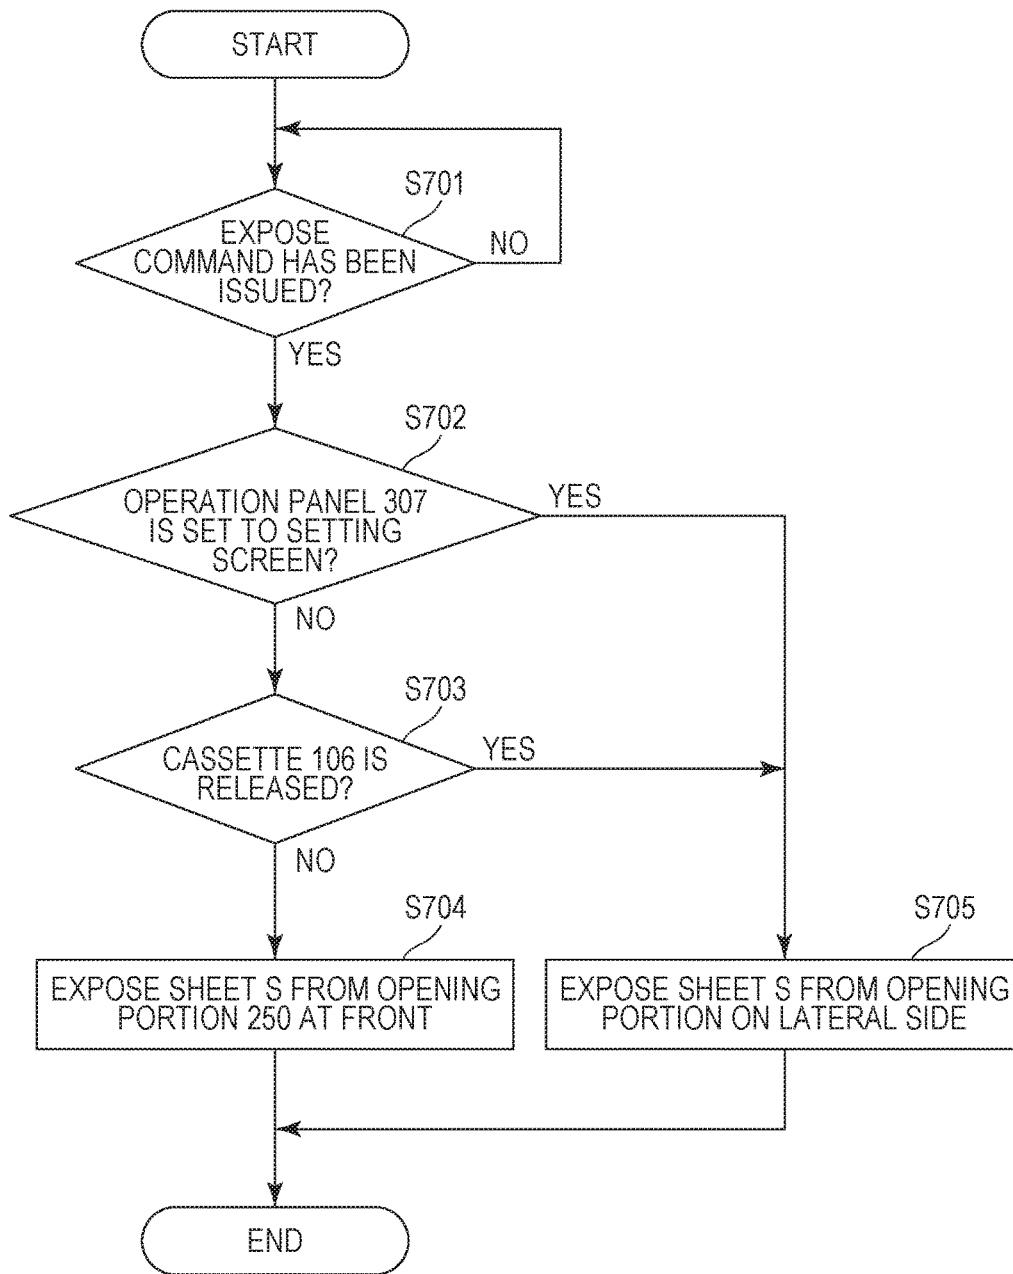 START
S701
EXPOSE
COMMAND HAS BEEN
ISSUED?
NO
YES
S702
OPERATION PANEL 307
IS SET TO SETTING
SCREEN?
YES
NO
S703
CASSETTE 106 IS
RELEASED?
YES
NO
S704
EXPOSE SHEET S FROM OPENING
PORTION 250 AT FRONT
S705
EXPOSE SHEET S FROM OPENING
PORTION ON LATERAL SIDE
END